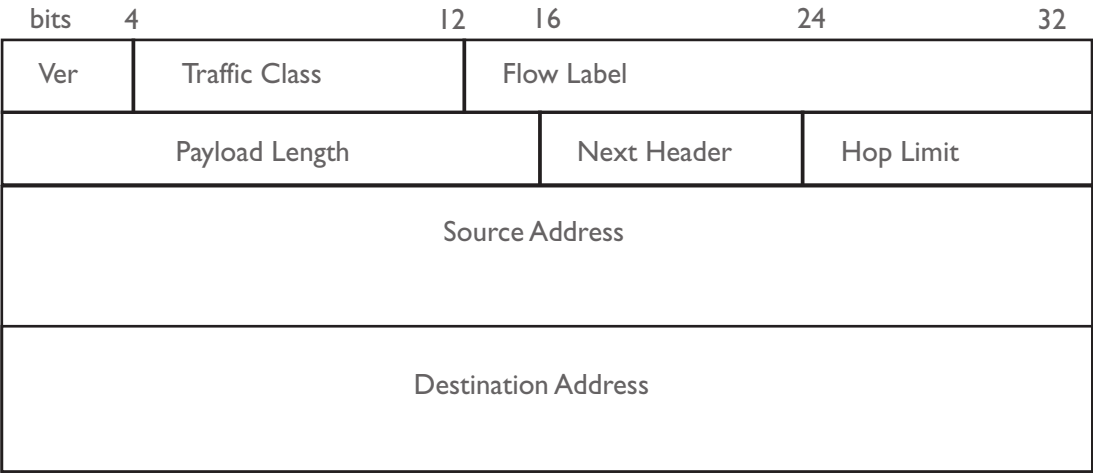 bits 4 12 16 24 32
Ver Traffic Class Flow Label
Payload Length Next Header Hop Limit
Source Address
Destination Address